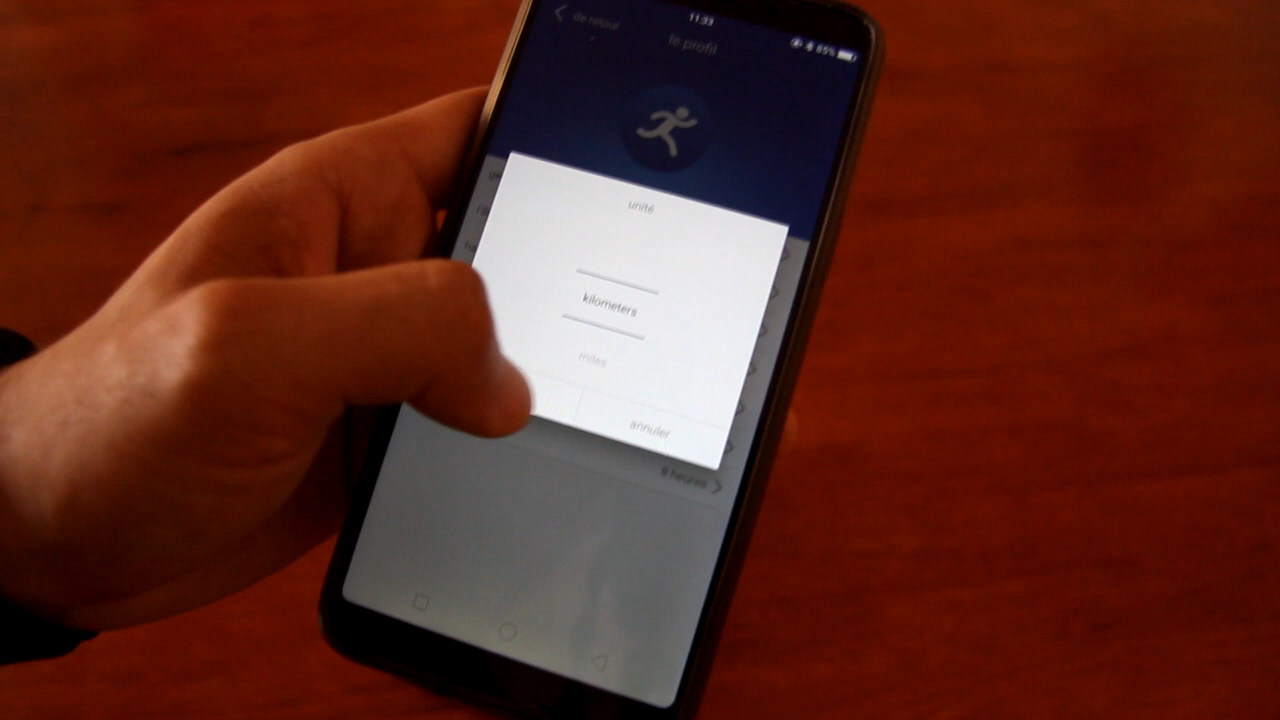 11:33
85%
de retour
le profil
unité
kilometers
miles
annuler
8 heures